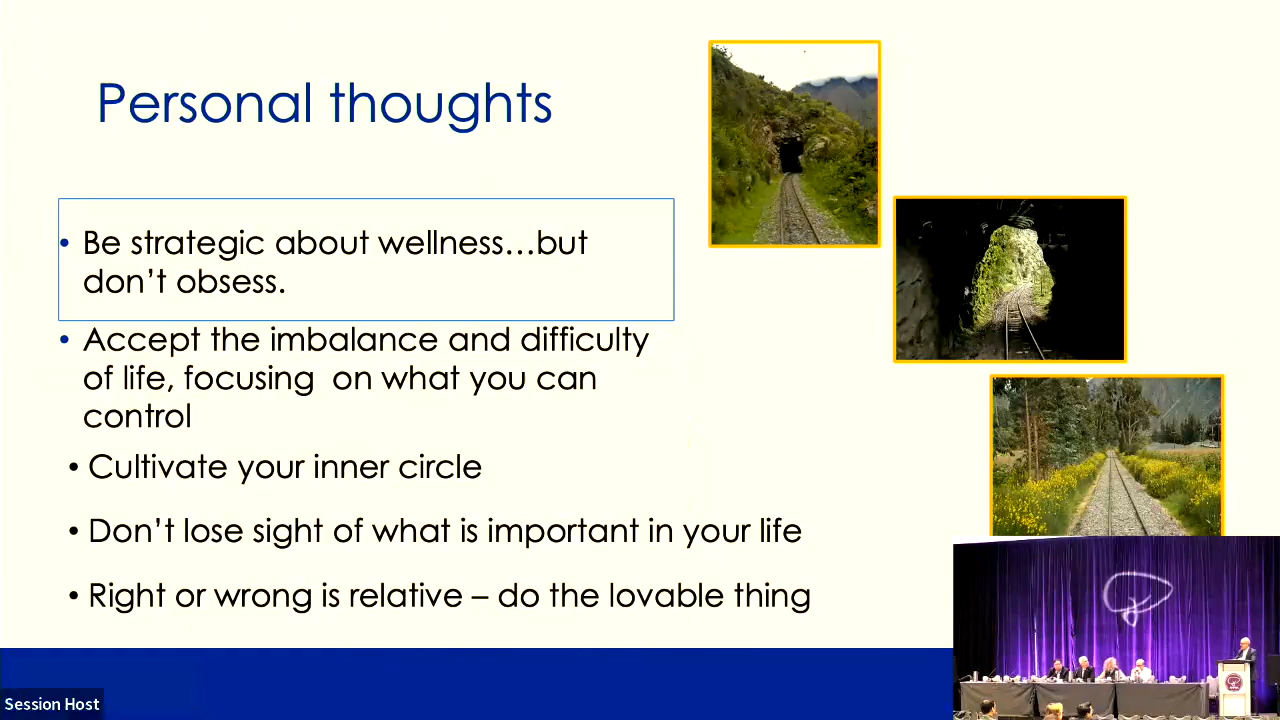 Personal thoughts
• Be strategic about wellness…but
don’t obsess.
• Accept the imbalance and difficulty
of life, focusing  on what you can
control
• Cultivate your inner circle
• Don’t lose sight of what is important in your life
• Right or wrong is relative – do the lovable thing
Session Host